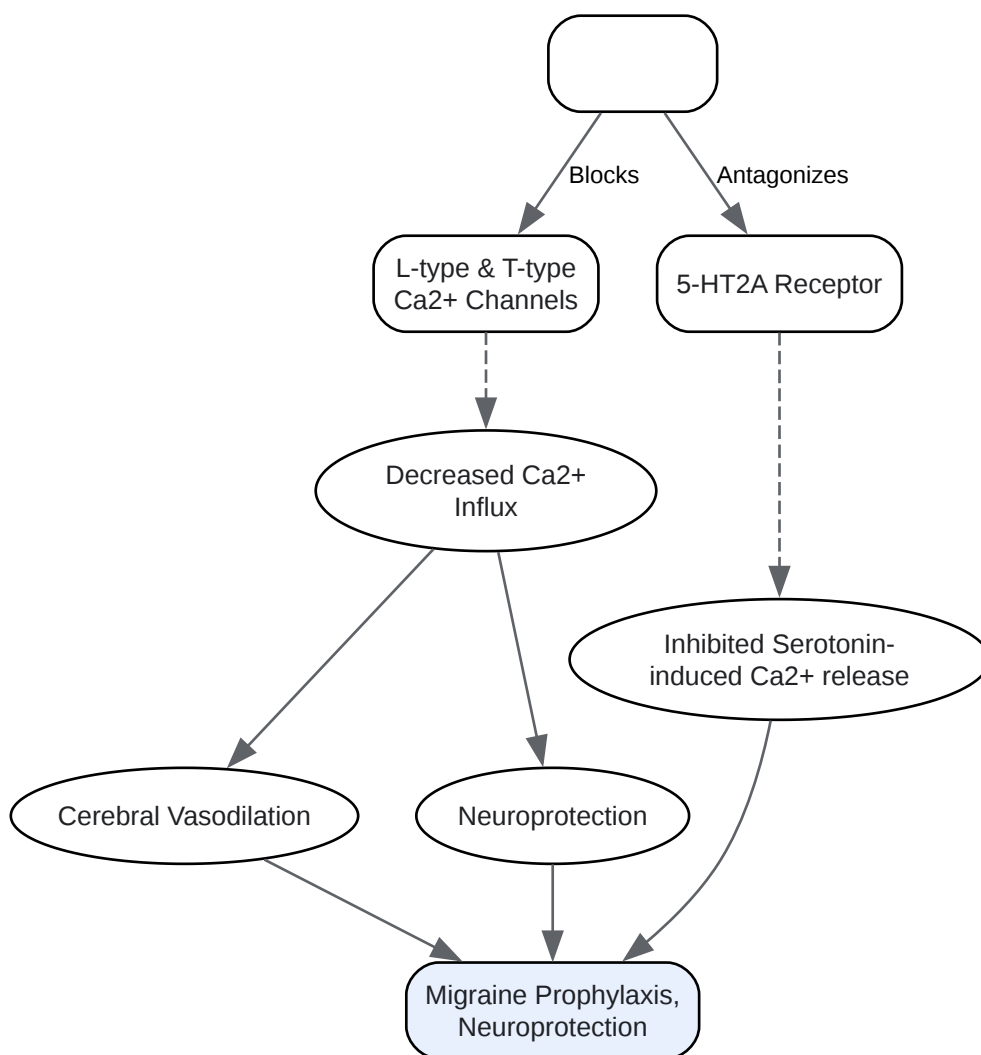 Blocks
Antagonizes
L-type & T-type
Ca2+ Channels
5-HT2A Receptor
Decreased Ca2+
Influx
Inhibited Serotonin-
induced Ca2+ release
Cerebral Vasodilation
Neuroprotection
Migraine Prophylaxis,
Neuroprotection